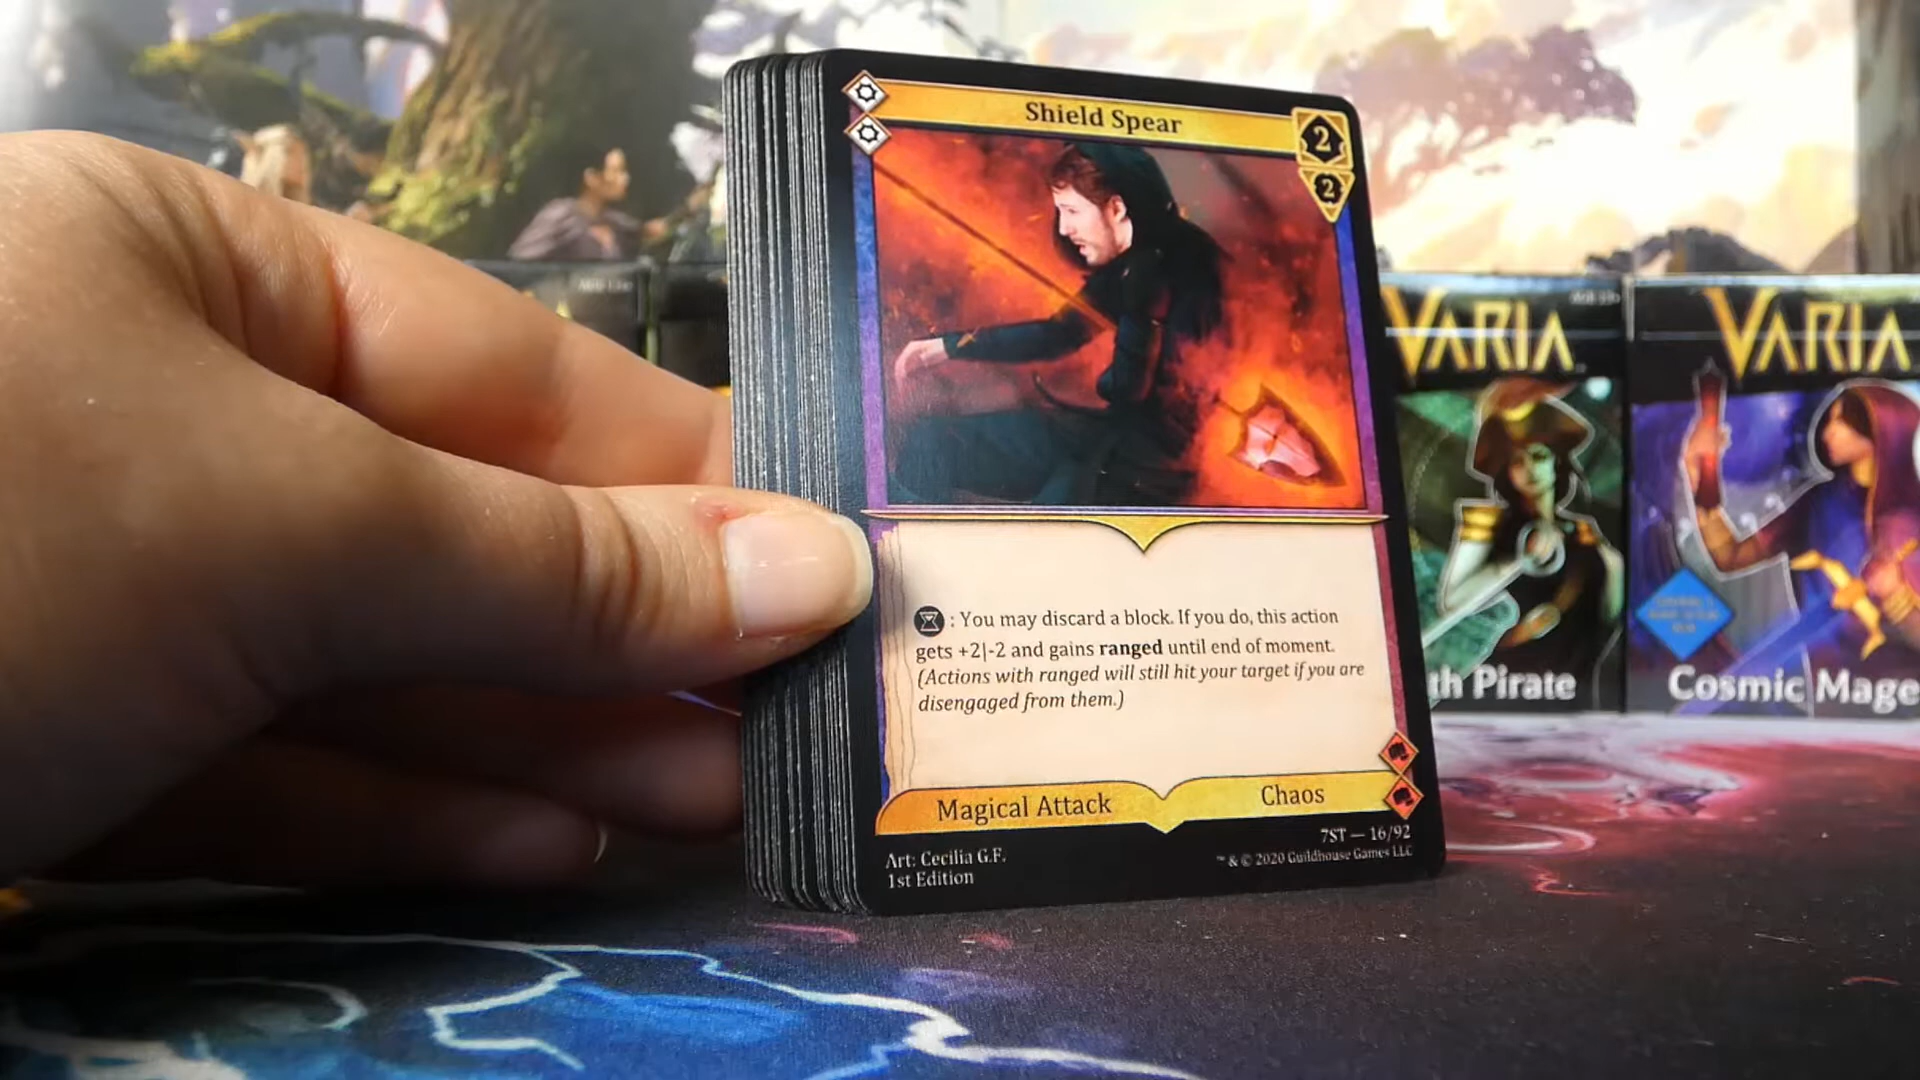 Shield Spear
2
2
: You may discard a block. If you do, this action
gets +2|-2 and gains ranged until end of moment.
(Actions with ranged will still hit your target if you are
disengaged from them.)
Magical Attack
Chaos
7ST — 16/92
Art: Cecilia G.F.
™ & © 2020 Guildhouse Games LLC
1st Edition
VARIA
th Pirate
VARIA
Cosmic Mage